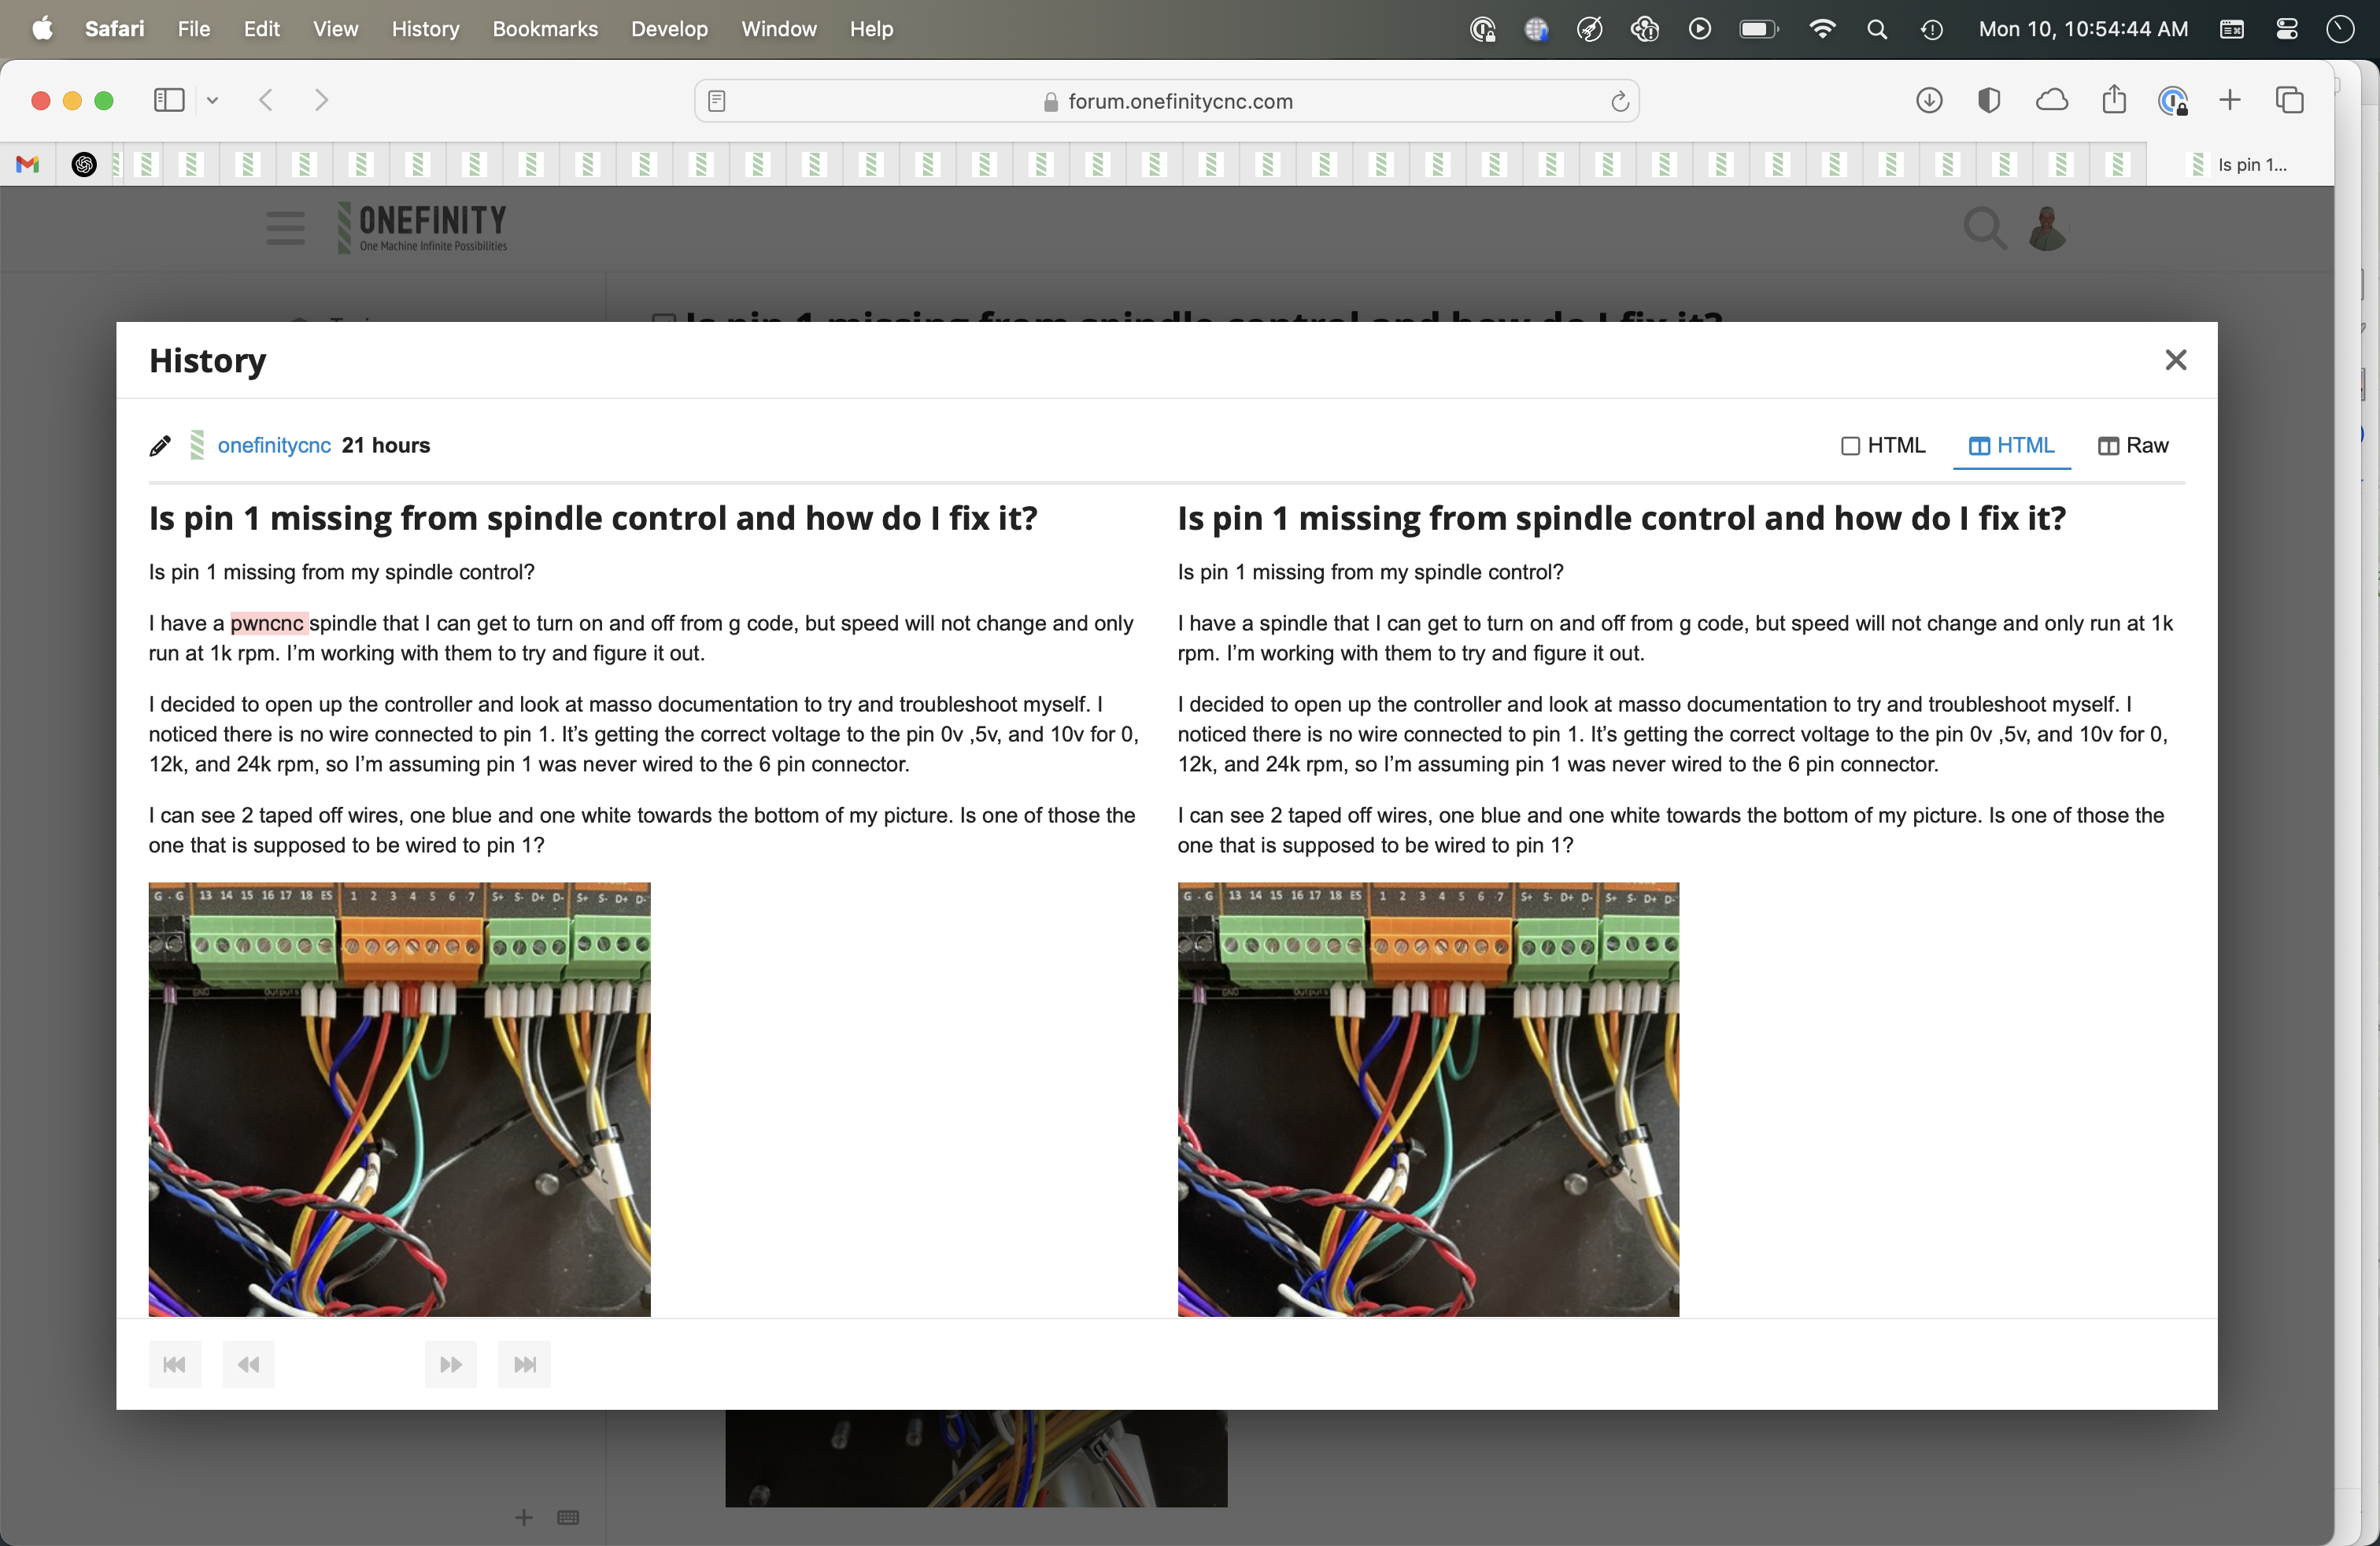 Safari File Edit View History Bookmarks Develop Window Help Mon 10, 10:54:44 AM
forum.onefinitycnc.com
Is pin 1...
ONEFINITY
One Machine Infinite Possibilities
Is pin 1 missing from spindle control and how do I fix it?
History
onefinitycnc 21 hours
HTML HTML Raw
Is pin 1 missing from spindle control and how do I fix it?
Is pin 1 missing from my spindle control?
I have a pwncnc spindle that I can get to turn on and off from g code, but speed will not change and only
run at 1k rpm. I’m working with them to try and figure it out.
I decided to open up the controller and look at masso documentation to try and troubleshoot myself. I
noticed there is no wire connected to pin 1. It’s getting the correct voltage to the pin 0v ,5v, and 10v for 0,
12k, and 24k rpm, so I’m assuming pin 1 was never wired to the 6 pin connector.
I can see 2 taped off wires, one blue and one white towards the bottom of my picture. Is one of those the
one that is supposed to be wired to pin 1?
G - G 13 14 15 16 17 18 ES 1 2 3 4 5 6 7 S+ S- D+ D- S+ S- D+ D-
GND Outputs
Is pin 1 missing from spindle control and how do I fix it?
Is pin 1 missing from my spindle control?
I have a spindle that I can get to turn on and off from g code, but speed will not change and only run at 1k
rpm. I’m working with them to try and figure it out.
I decided to open up the controller and look at masso documentation to try and troubleshoot myself. I
noticed there is no wire connected to pin 1. It’s getting the correct voltage to the pin 0v ,5v, and 10v for 0,
12k, and 24k rpm, so I’m assuming pin 1 was never wired to the 6 pin connector.
I can see 2 taped off wires, one blue and one white towards the bottom of my picture. Is one of those the
one that is supposed to be wired to pin 1?
G - G 13 14 15 16 17 18 ES 1 2 3 4 5 6 7 S+ S- D+ D- S+ S- D+ D-
GND Outputs